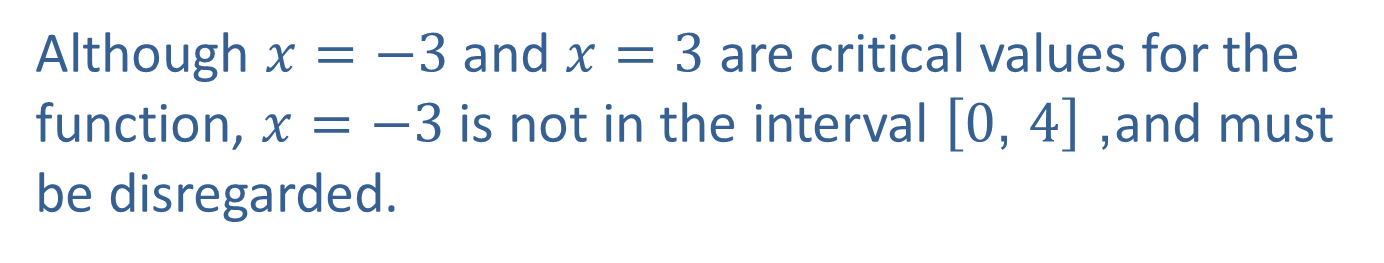 Although x = −3 and x = 3 are critical values for the
function, x = −3 is not in the interval [0, 4] ,and must
be disregarded.